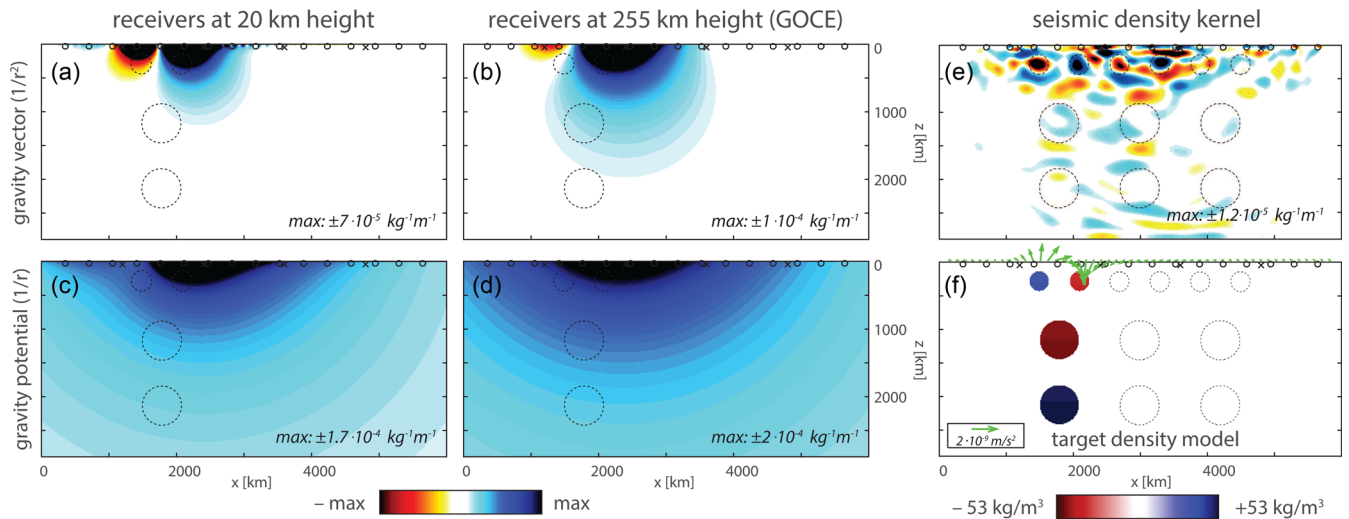 receivers at 20 km height
receivers at 255 km height (GOCE)
seismic density kernel
gravity vector (1/r²)
(a)
max: ±7·10⁻⁵ kg⁻¹m⁻¹
(b)
max: ±1·10⁻⁴ kg⁻¹m⁻¹
0
1000
2000
z [km]
(e)
max: ±1.2·10⁻⁵ kg⁻¹m⁻¹
gravity potential (1/r)
(c)
max: ±1.7·10⁻⁴ kg⁻¹m⁻¹
(d)
max: ±2·10⁻⁴ kg⁻¹m⁻¹
0
1000
2000
z [km]
(f)
2·10⁻⁹ m/s²
target density model
0 2000 4000
x [km]
0 2000 4000
x [km]
0 2000 4000
x [km]
– max
max
– 53 kg/m³
+53 kg/m³